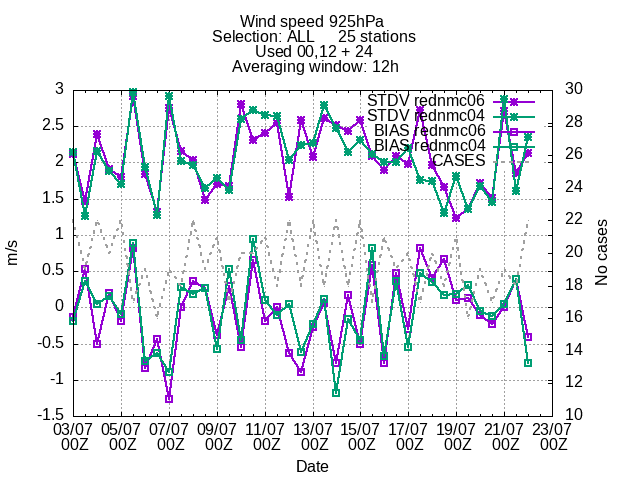 Wind speed 925hPa
Selection: ALL 25 stations
Used 00,12 + 24
Averaging window: 12h
STDV rednmc06
STDV rednmc04
BIAS rednmc06
BIAS rednmc04
CASES
3
2.5
2
1.5
1
0.5
0
-0.5
-1
-1.5
m/s
30
28
26
24
22
20
18
16
14
12
10
No cases
03/07 05/07 07/07 09/07 11/07 13/07 15/07 17/07 19/07 21/07 23/07
00Z 00Z 00Z 00Z 00Z 00Z 00Z 00Z 00Z 00Z 00Z
Date